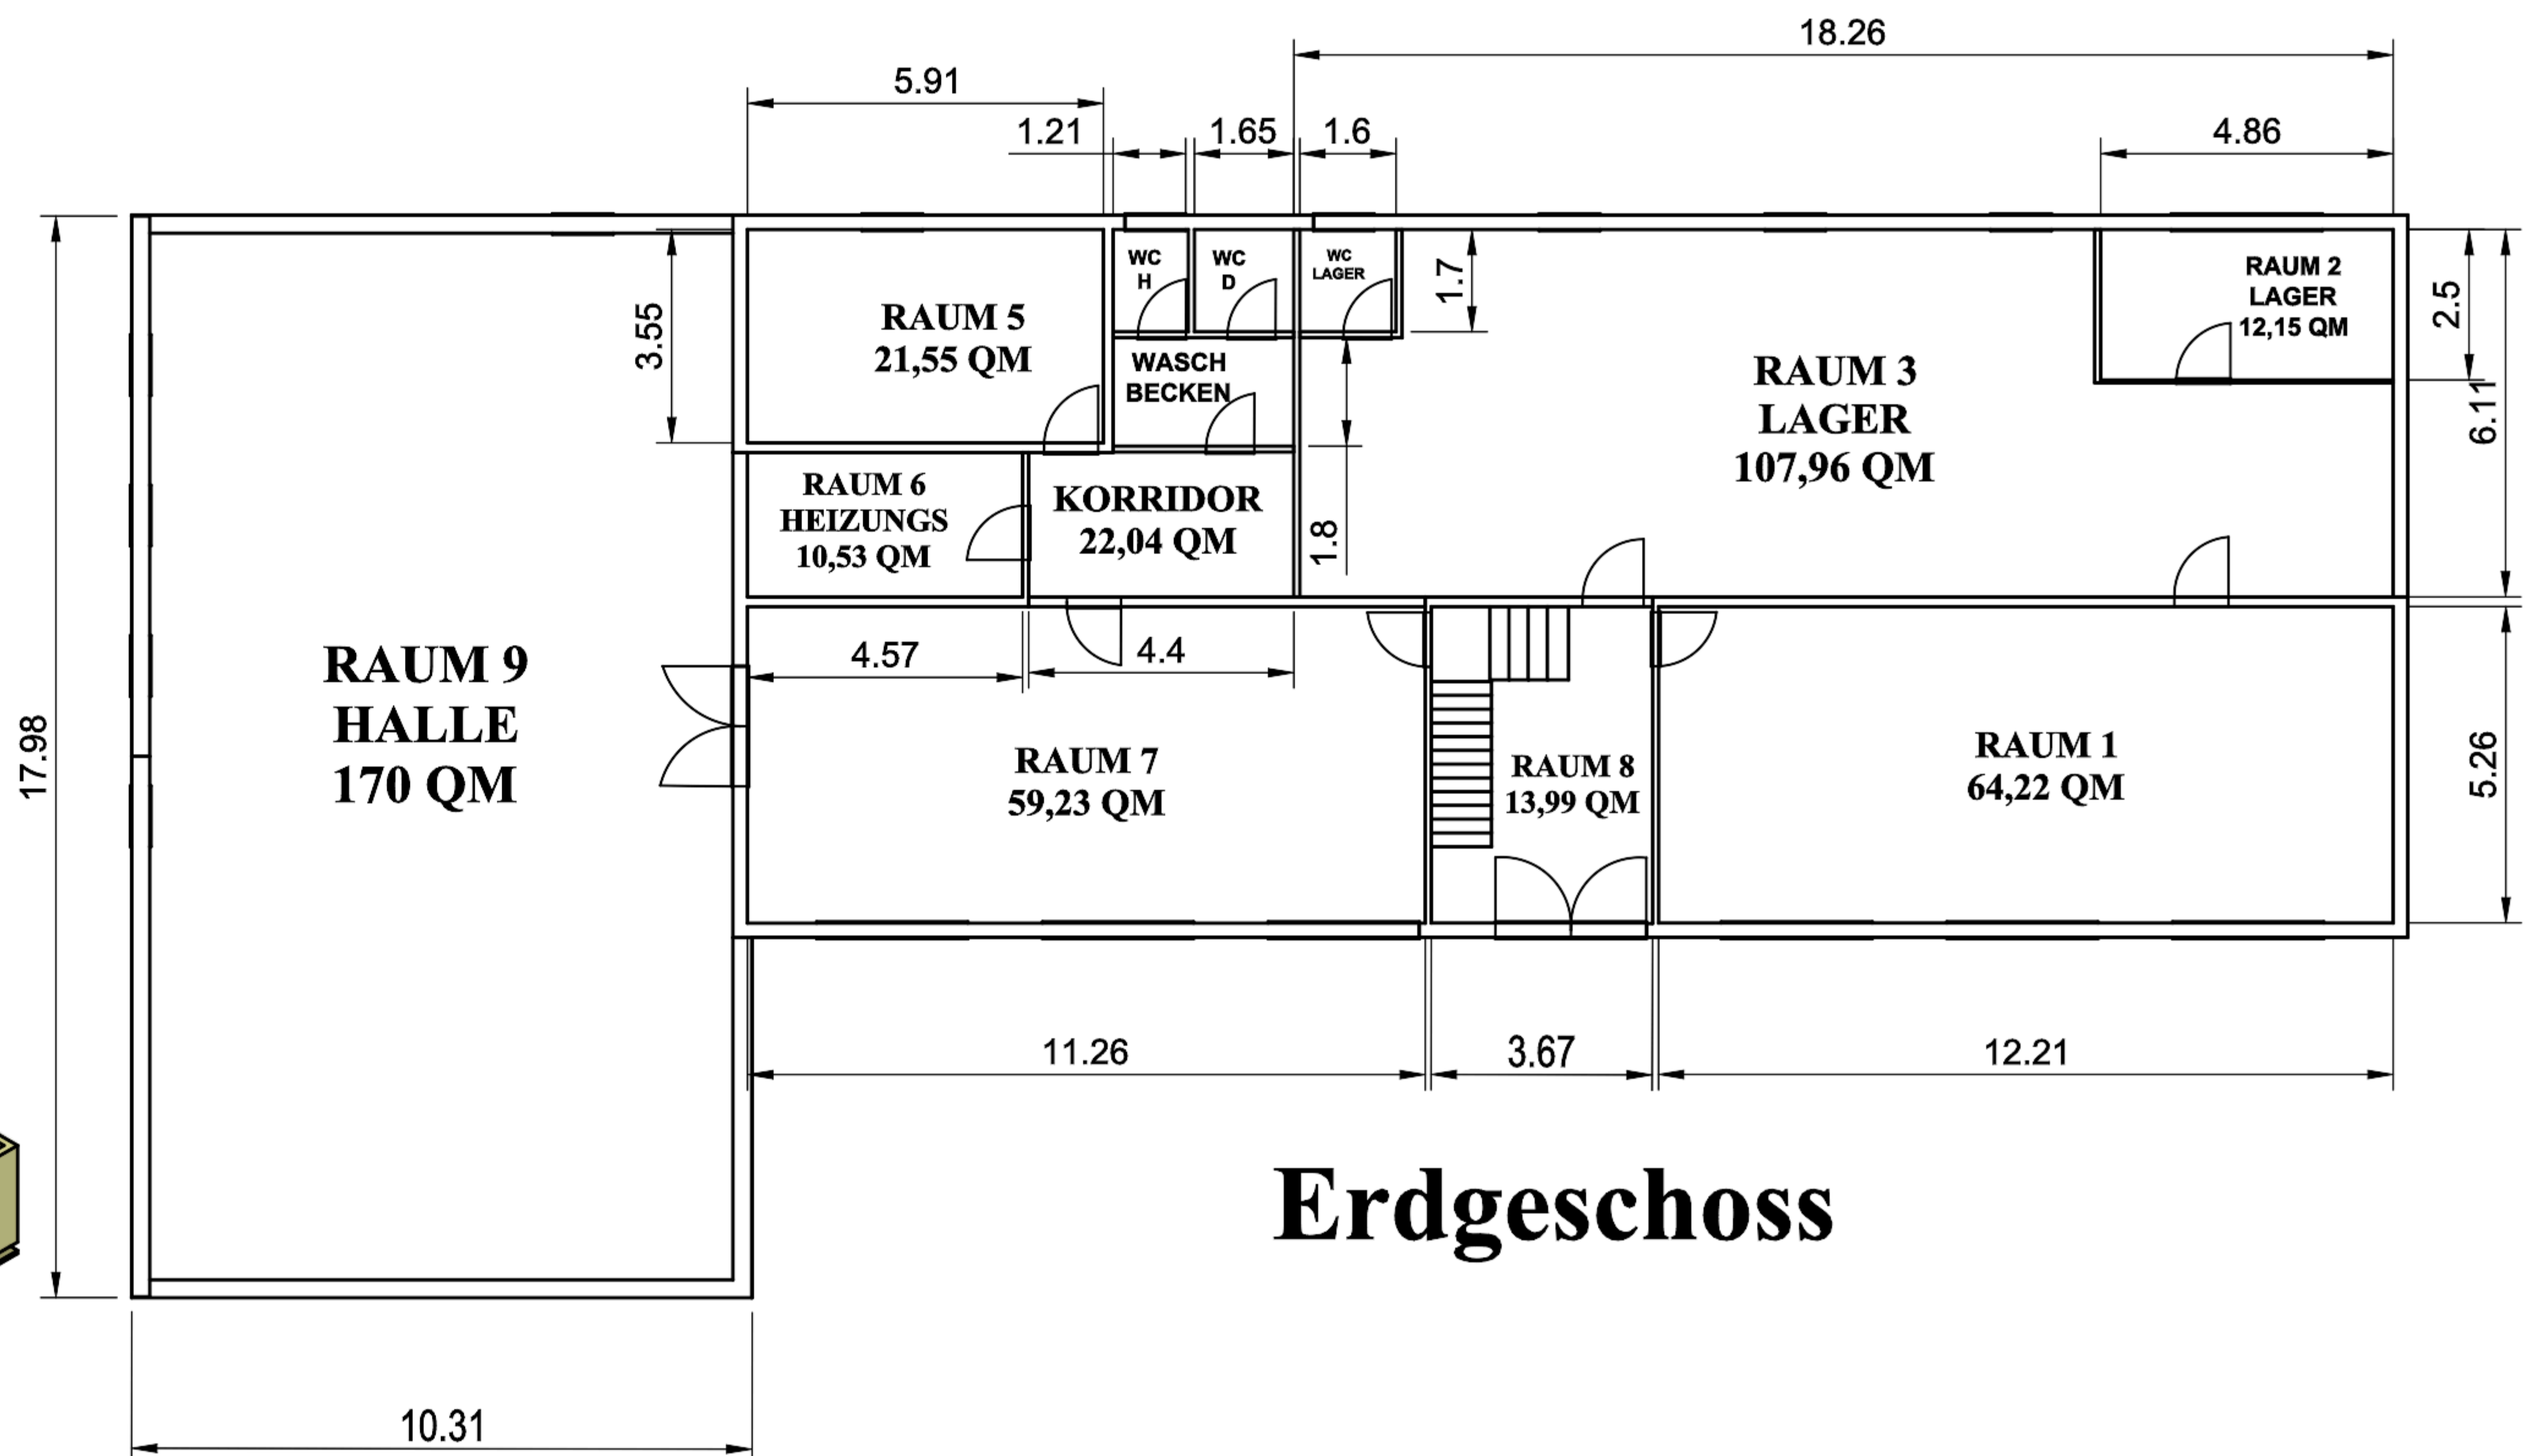 18.26
5.91
1.21
1.65
1.6
4.86
WC
H
WC
D
WC
LAGER
1.7
RAUM 2
LAGER
12,15 QM
2.5
6.11
3.55
RAUM 5
21,55 QM
WASCH
BECKEN
RAUM 3
LAGER
107,96 QM
RAUM 6
HEIZUNGS
10,53 QM
KORRIDOR
22,04 QM
1.8
RAUM 9
HALLE
170 QM
17.98
4.57
4.4
RAUM 7
59,23 QM
RAUM 8
13,99 QM
RAUM 1
64,22 QM
5.26
11.26
3.67
12.21
Erdgeschoss
10.31